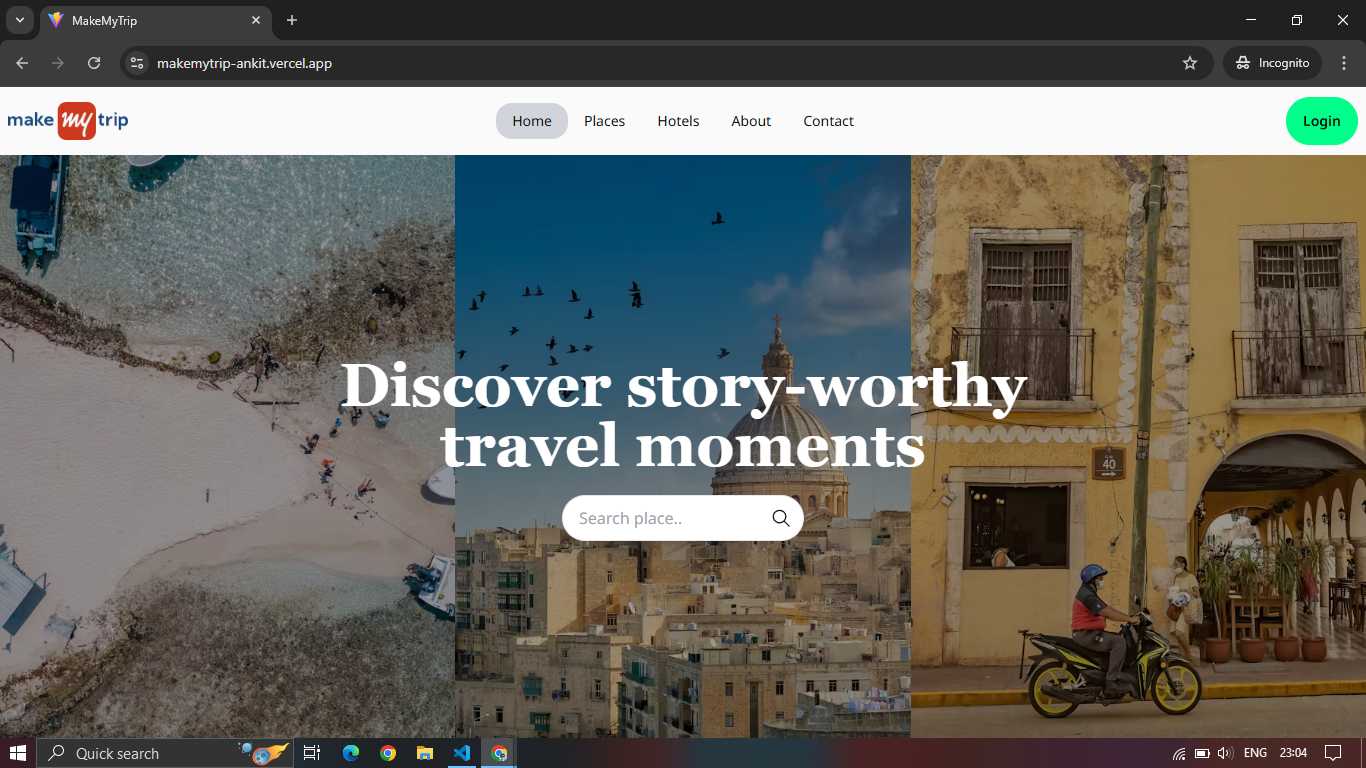 MakeMyTrip
makemytrip-ankit.vercel.app
Incognito
make my trip
Home
Places
Hotels
About
Contact
Login
Discover story-worthy
travel moments
Search place..
40
Quick search
ENG
23:04